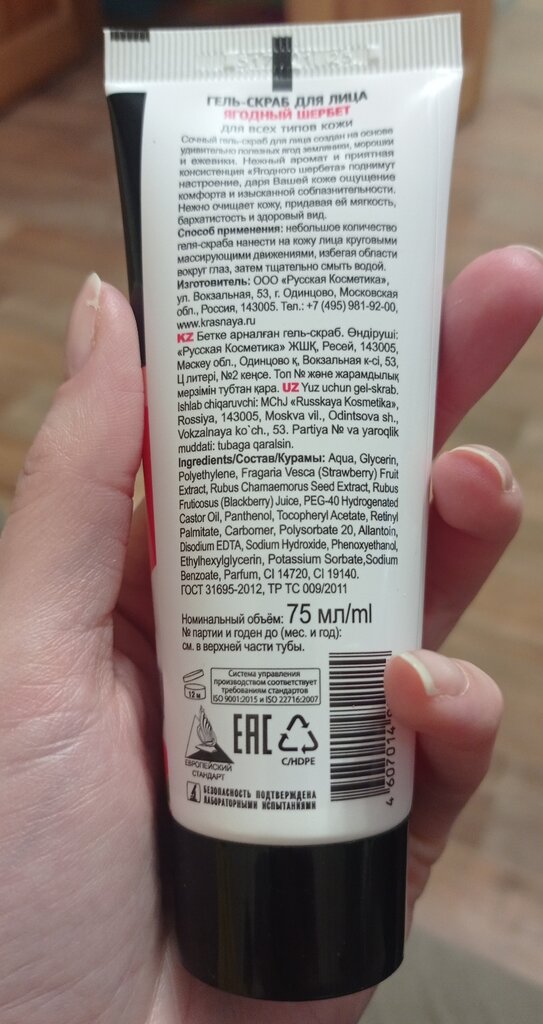 ГЕЛЬ-СКРАБ ДЛЯ ЛИЦА
ЯГОДНЫЙ ШЕРБЕТ
для всех типов кожи
Сочный гель-скраб для лица создан на основе
удивительно полезных ягод земляники, морошки
и ежевики. Нежный аромат и приятная
консистенция «Ягодного шербета» поднимут
настроение, даря Вашей коже ощущение
комфорта и изысканной соблазнительности.
Нежно очищает кожу, придавая ей мягкость,
бархатистость и здоровый вид.
Способ применения: небольшое количество
геля-скраба нанести на кожу лица круговыми
массирующими движениями, избегая области
вокруг глаз, затем тщательно смыть водой.
Изготовитель: ООО «Русская Косметика»,
ул. Вокзальная, 53, г. Одинцово, Московская
обл., Россия, 143005. Тел.: +7 (495) 981-92-00,
www.krasnaya.ru
KZ Бетке арналған гель-скраб. Өндіруші:
«Русская Косметика» ЖШҚ, Ресей, 143005,
Мәскеу обл., Одинцово қ, Вокзальная к-сі, 53,
Ц литері, №2 кеңсе. Топ № және жарамдылық
мерзімін тубтан қара. UZ Yuz uchun gel-skrab.
Ishlab chiqaruvchi: MChJ «Russkaya Kosmetika»,
Rossiya, 143005, Moskva vil., Odintsova sh.,
Vokzalnaya ko`ch., 53. Partiya № va yaroqlik
muddati: tubaga qaralsin.
Ingredients/Состав/Курамы: Aqua, Glycerin,
Polyethylene, Fragaria Vesca (Strawberry) Fruit
Extract, Rubus Chamaemorus Seed Extract, Rubus
Fruticosus (Blackberry) Juice, PEG-40 Hydrogenated
Castor Oil, Panthenol, Tocopheryl Acetate, Retinyl
Palmitate, Carbomer, Polysorbate 20, Allantoin,
Disodium EDTA, Sodium Hydroxide, Phenoxyethanol,
Ethylhexylglycerin, Potassium Sorbate,Sodium
Benzoate, Parfum, CI 14720, CI 19140.
ГОСТ 31695-2012, ТР ТС 009/2011
Номинальный объём: 75 мл/ml
№ партии и годен до (мес. и год):
см. в верхней части тубы.
12 м
Система управления
производством соответствует
требованиям стандартов
ISO 9001:2015 и ISO 22716:2007
ЕВРОПЕЙСКИЙ
СТАНДАРТ
EAC
C/HDPE
БЕЗОПАСНОСТЬ ПОДТВЕРЖДЕНА
ЛАБОРАТОРНЫМИ ИСПЫТАНИЯМИ